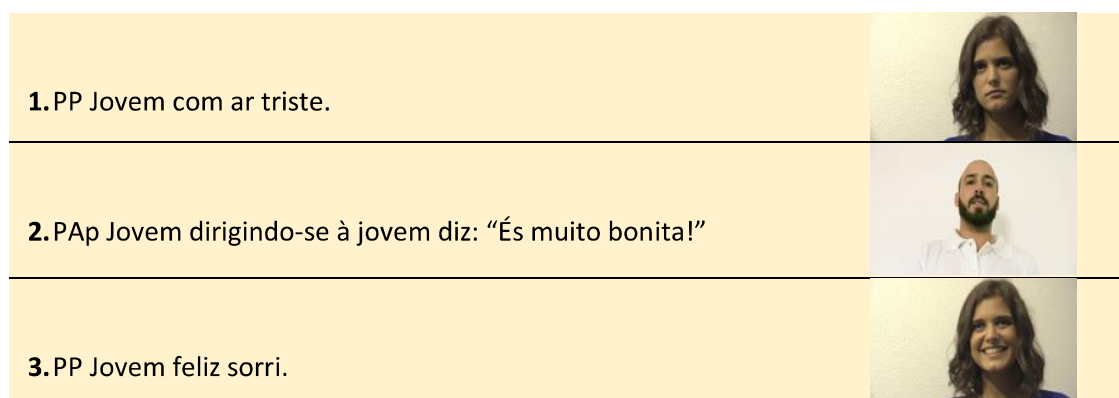 1. PP Jovem com ar triste.
2. PAp Jovem dirigindo-se à jovem diz: “És muito bonita!”
3. PP Jovem feliz sorri.